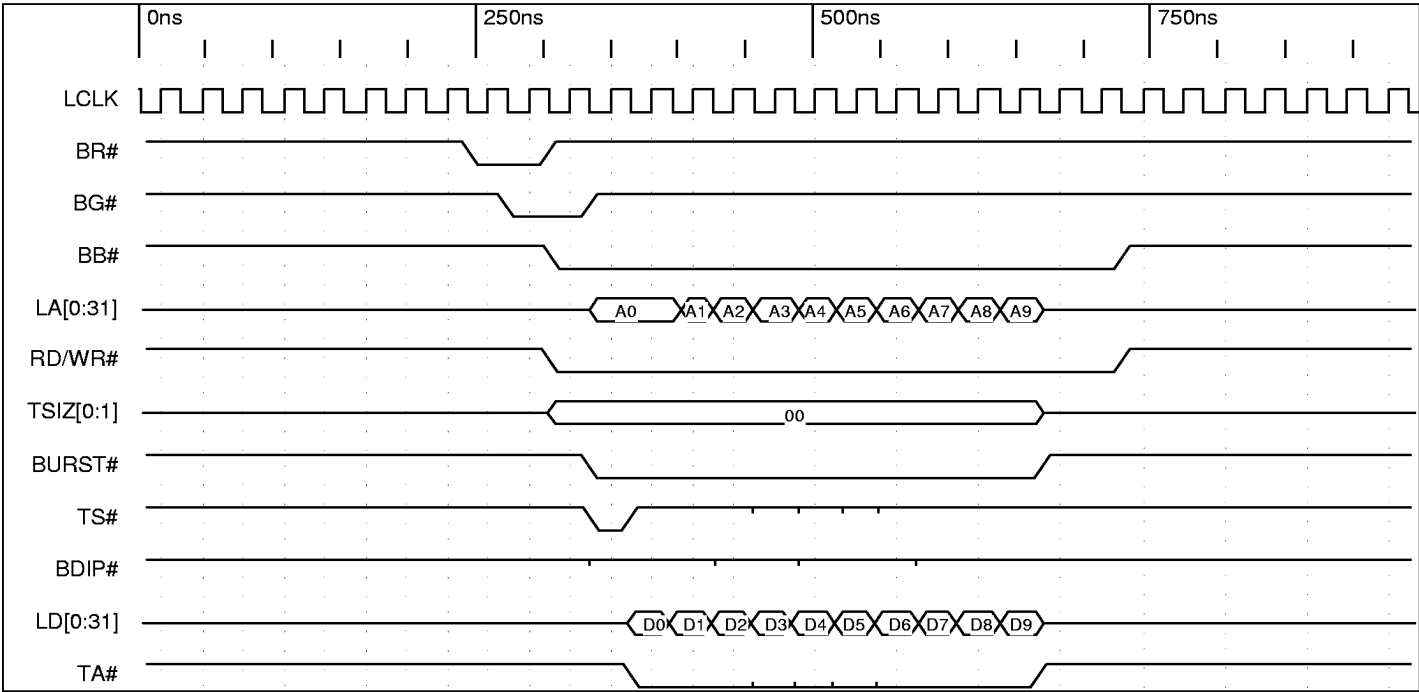 0ns 250ns 500ns 750ns
LCLK
BR#
BG#
BB#
LA[0:31] A0 A1 A2 A3 A4 A5 A6 A7 A8 A9
RD/WR#
TSIZ[0:1] 00
BURST#
TS#
BDIP#
LD[0:31] D0 D1 D2 D3 D4 D5 D6 D7 D8 D9
TA#